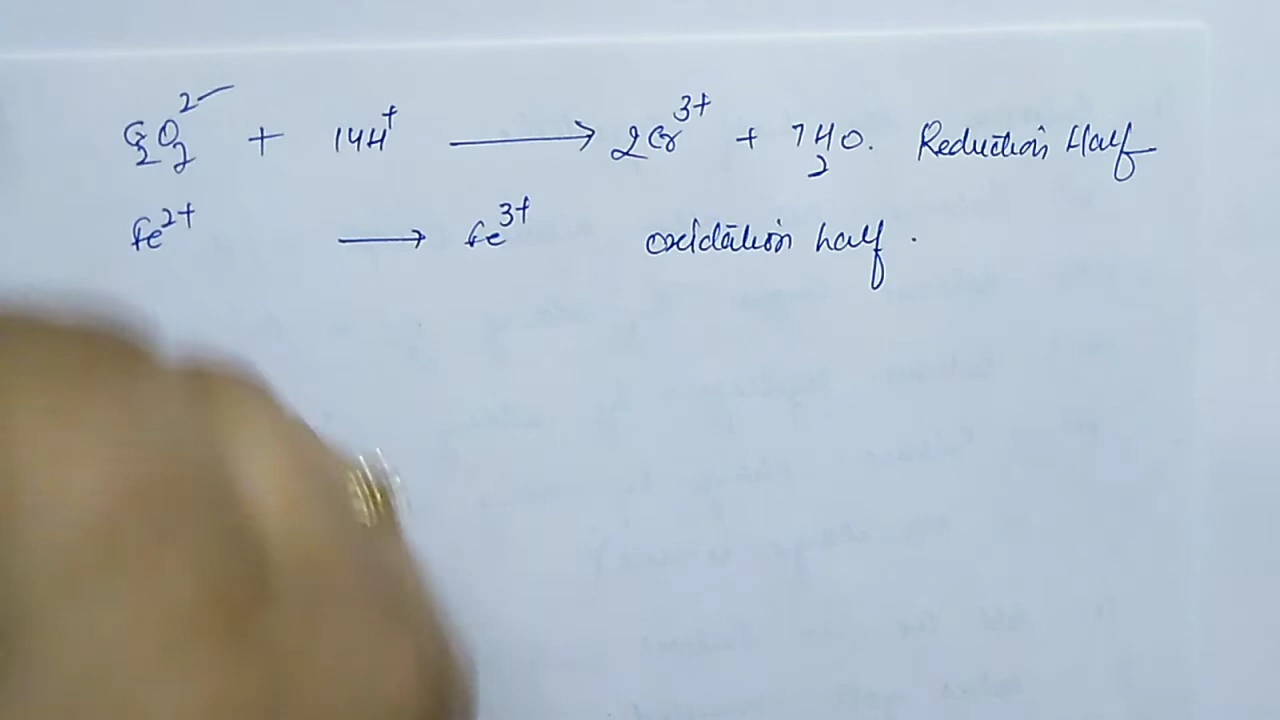 Cr₂O₇²⁻ + 14H⁺ ⟶ 2Cr³⁺ + 7H₂O. Reduction Half
Fe²⁺ ⟶ Fe³⁺ oxidation half.